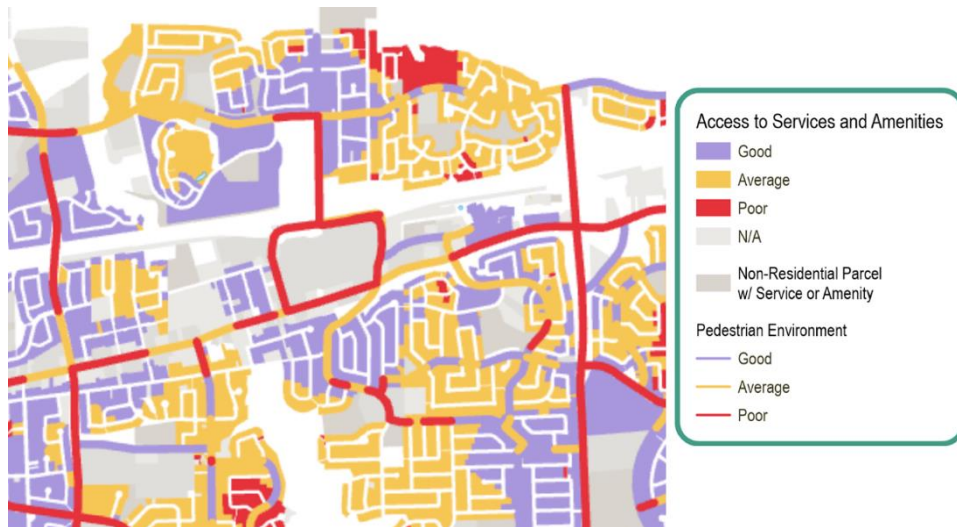 Access to Services and Amenities
Good
Average
Poor
N/A
Non-Residential Parcel
w/ Service or Amenity
Pedestrian Environment
Good
Average
Poor